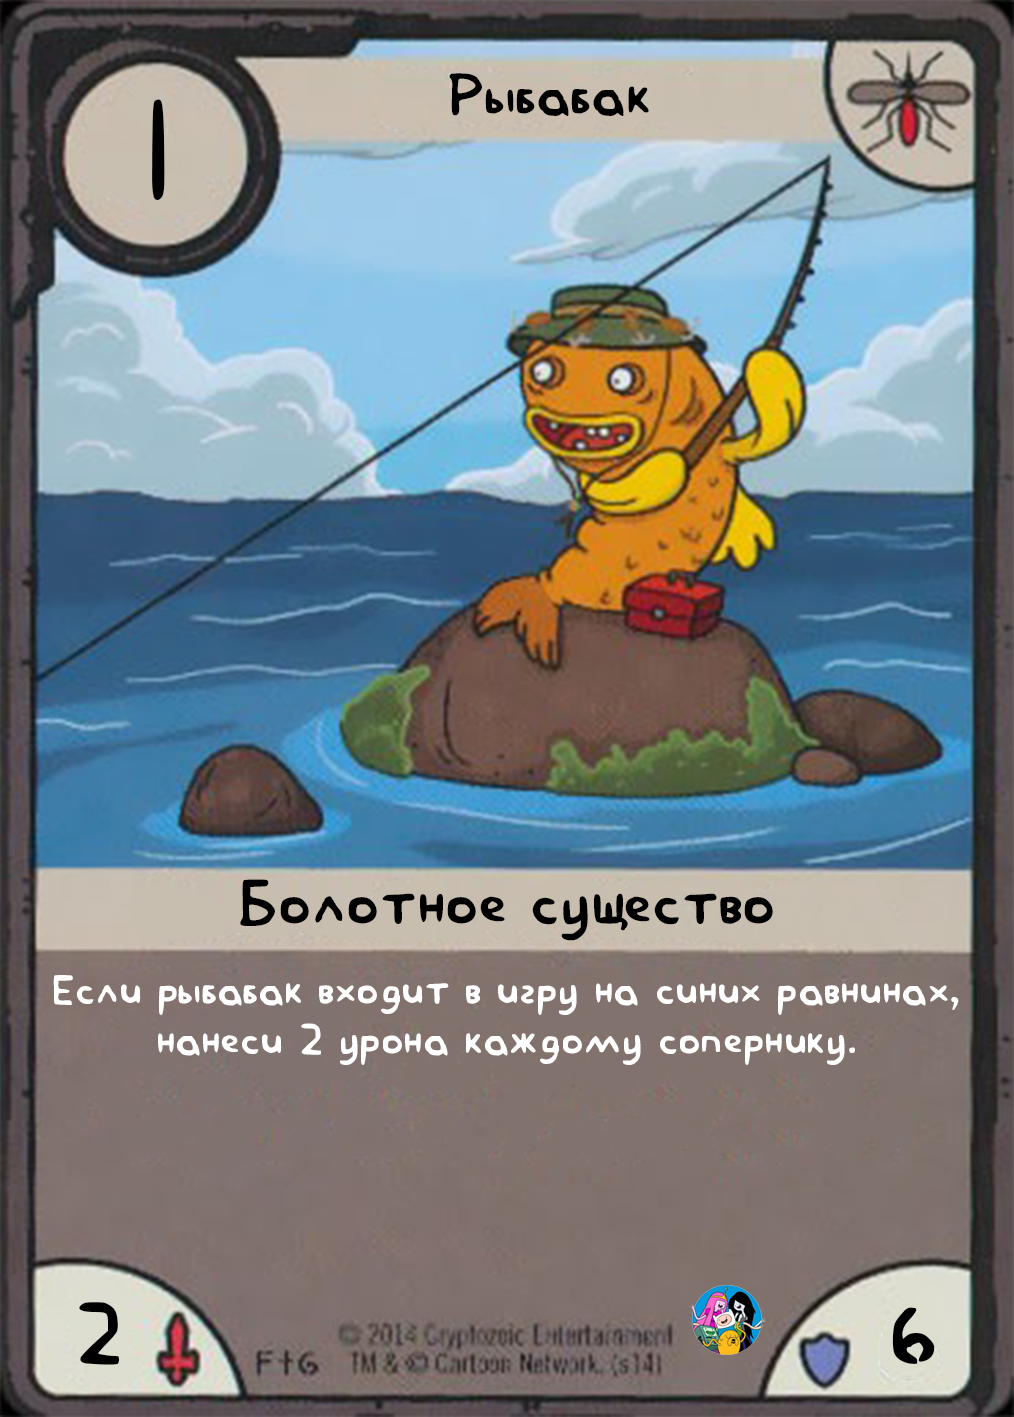 1
Рыбабак
Болотное существо
Если рыбабак входит в игру на синих равнинах,
нанеси 2 урона каждому сопернику.
2
6
© 2014 Cryptozoic Entertainment
FTG TM & © Cartoon Network. (s14)